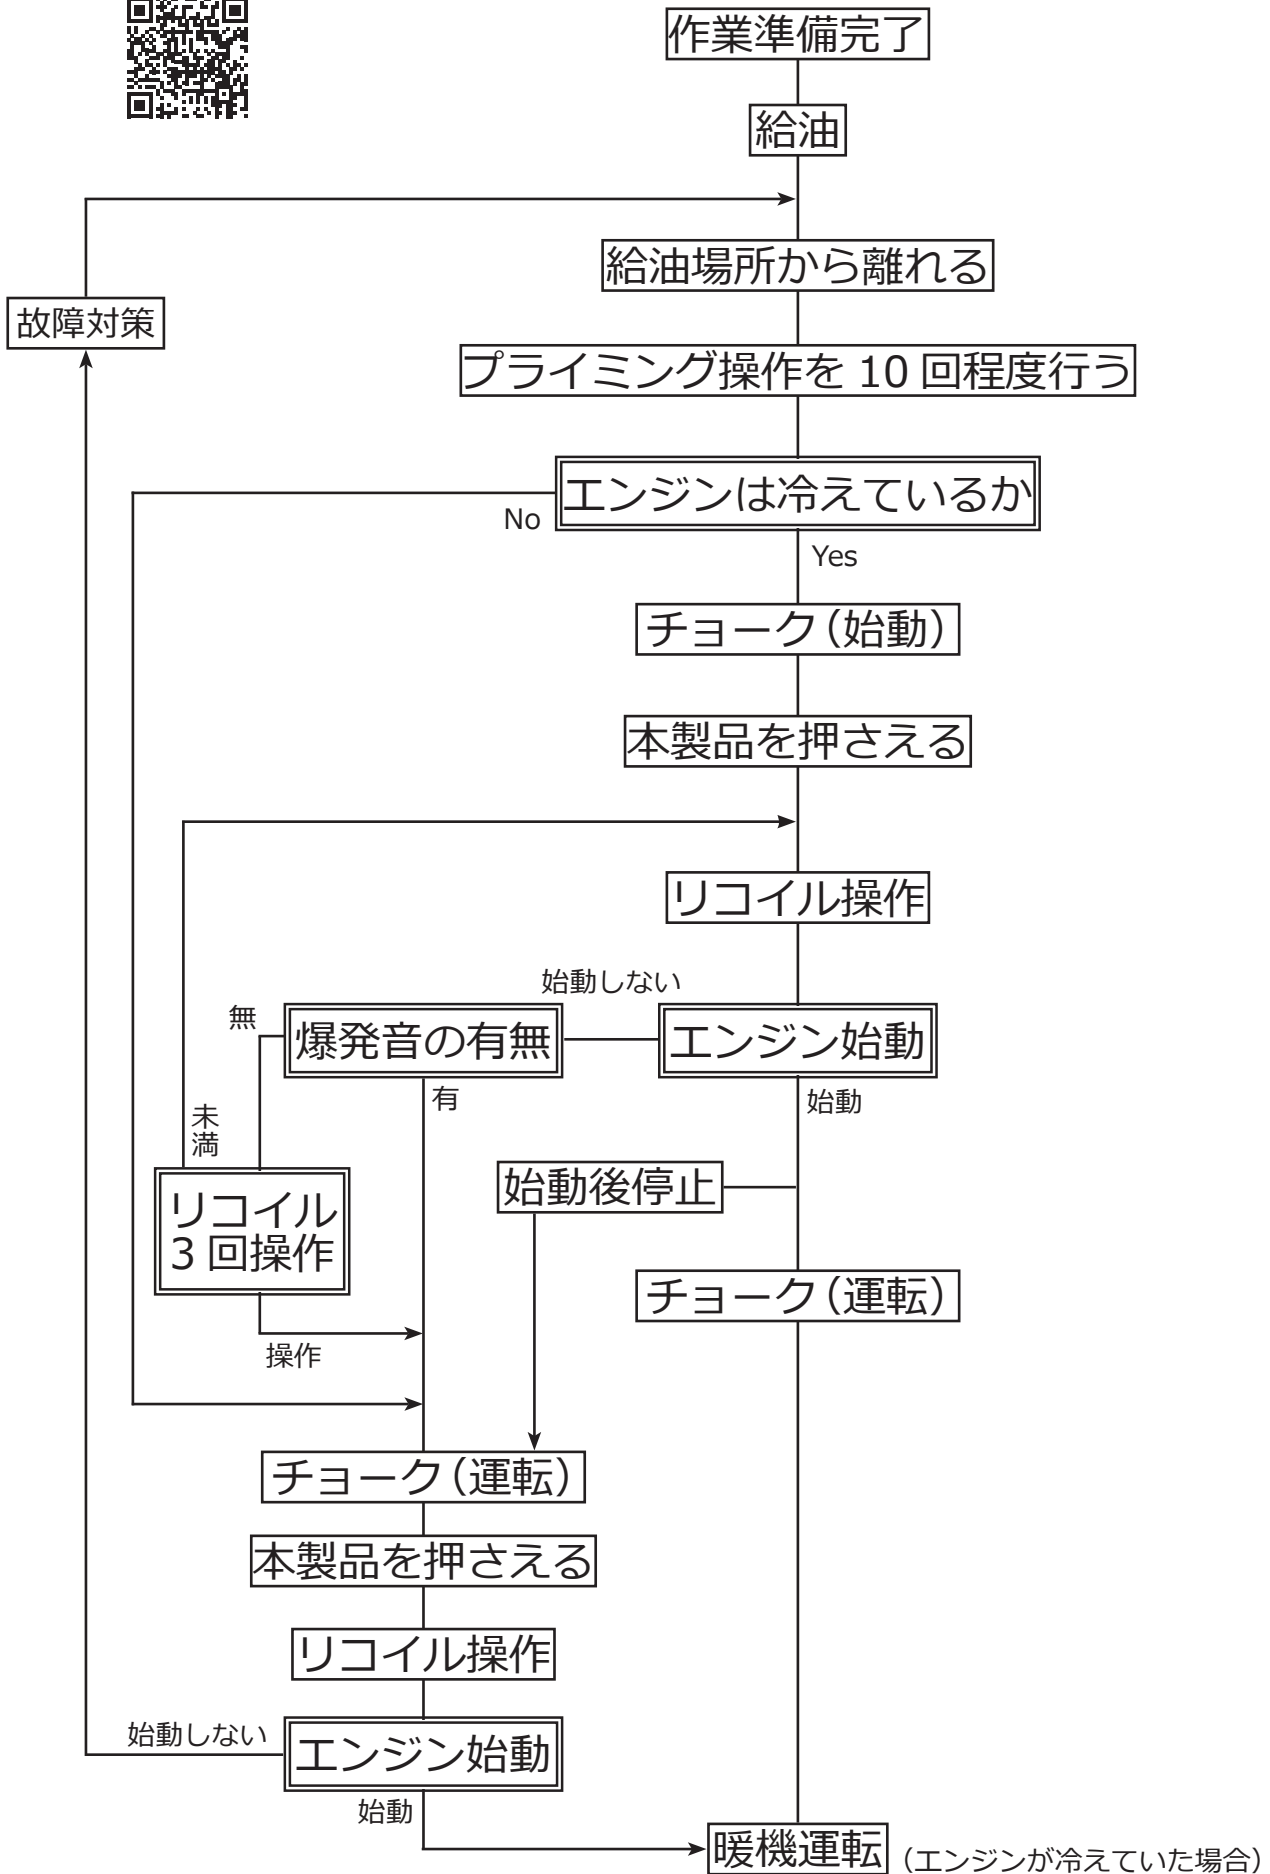 作業準備完了
給油
給油場所から離れる
故障対策
プライミング操作を 10 回程度行う
エンジンは冷えているか
No
Yes
チョーク（始動）
本製品を押さえる
リコイル操作
始動しない
無
爆発音の有無
エンジン始動
有
始動
未満
始動後停止
リコイル
3 回操作
チョーク（運転）
操作
チョーク（運転）
本製品を押さえる
リコイル操作
始動しない
エンジン始動
始動
暖機運転 （エンジンが冷えていた場合）